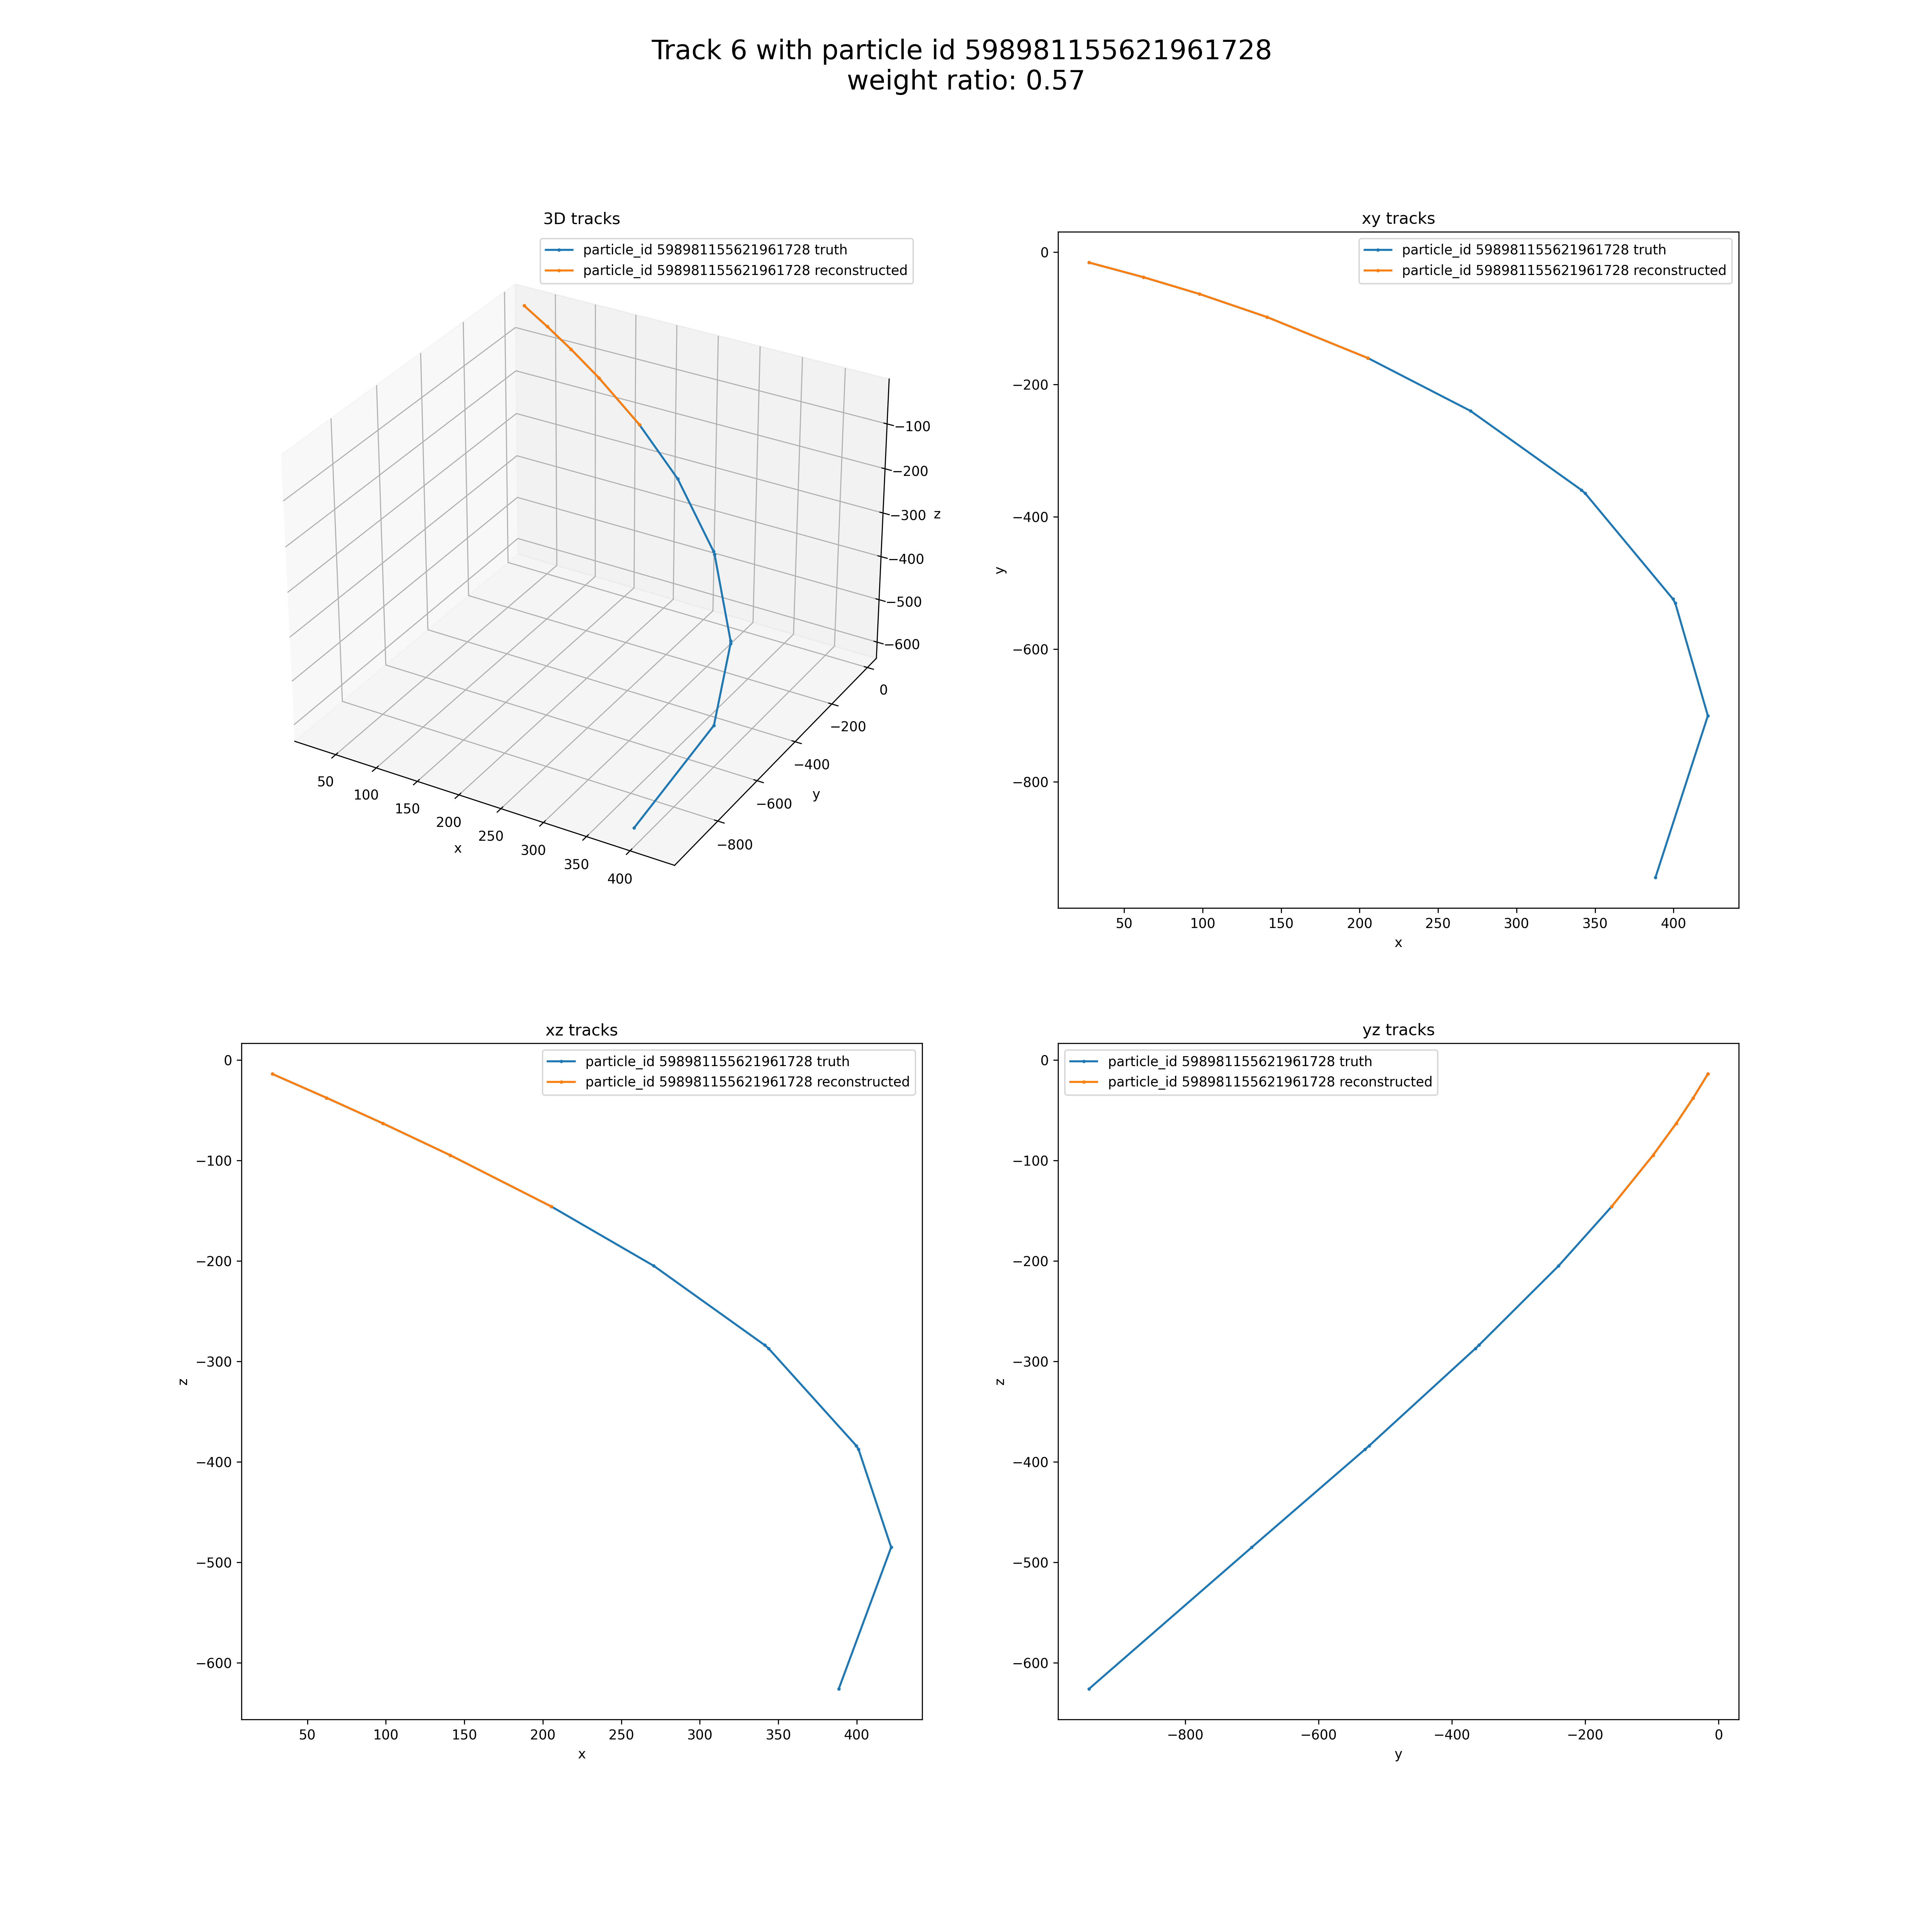 Track 6 with particle id 598981155621961728
weight ratio: 0.57
3D tracks
particle_id 598981155621961728 truth
particle_id 598981155621961728 reconstructed
−100
−200
−300
−400
−500
−600
z
0
−200
−400
−600
−800
y
50
100
150
200
250
300
350
400
x
xy tracks
particle_id 598981155621961728 truth
particle_id 598981155621961728 reconstructed
0
−200
−400
−600
−800
y
50 100 150 200 250 300 350 400
x
xz tracks
particle_id 598981155621961728 truth
particle_id 598981155621961728 reconstructed
0
−100
−200
−300
−400
−500
−600
z
50 100 150 200 250 300 350 400
x
yz tracks
particle_id 598981155621961728 truth
particle_id 598981155621961728 reconstructed
0
−100
−200
−300
−400
−500
−600
z
−800 −600 −400 −200 0
y